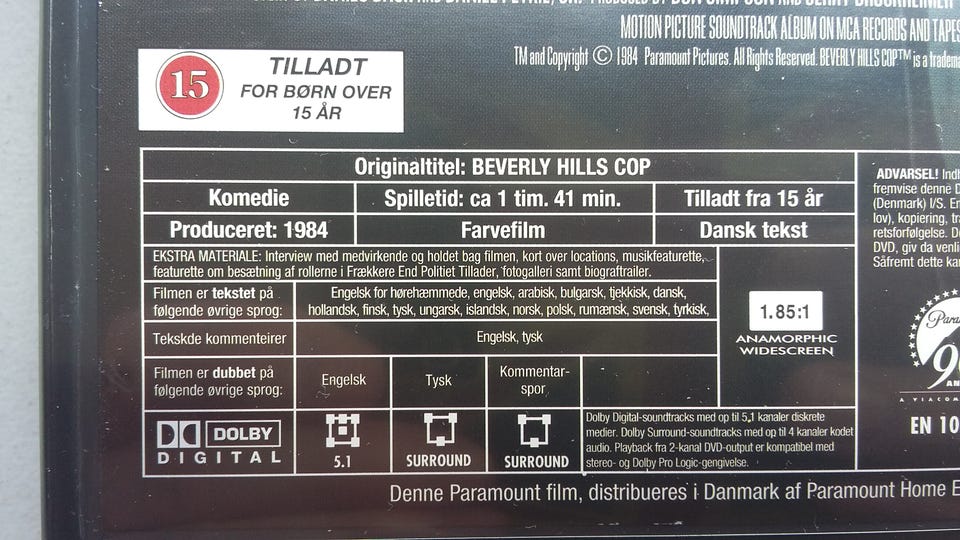 PRODUCED BY
MOTION PICTURE SOUNDTRACK ALBUM ON MCA RECORDS AND TAPES
TM and Copyright © 1984 Paramount Pictures. All Rights Reserved. BEVERLY HILLS COP™ is a
15
TILLADT
FOR BØRN OVER
15 ÅR
Originaltitel: BEVERLY HILLS COP
Komedie
Spilletid: ca 1 tim. 41 min.
Tilladt fra 15 år
Produceret: 1984
Farvefilm
Dansk tekst
EKSTRA MATERIALE: Interview med medvirkende og holdet bag filmen, kort over locations, musikfeaturette,
featurette om besætning af rollerne i Frækkere End Politiet Tillader, fotogalleri samt biograftrailer.
Filmen er tekstet på
følgende øvrige sprog:
Engelsk for hørehæmmede, engelsk, arabisk, bulgarsk, tjekkisk, dansk,
hollandsk, finsk, tysk, ungarsk, islandsk, norsk, polsk, rumænsk, svensk, tyrkisk,
Tekskde kommenteirer
Engelsk, tysk
Filmen er dubbet på
følgende øvrige sprog:
Engelsk
Tysk
Kommentar-
spor
DOLBY
DIGITAL
5.1
SURROUND
SURROUND
Dolby Digital-soundtracks med op til 5.1 kanaler diskrete
medier. Dolby Surround-soundtracks med op til 4 kanaler kodet
audio. Playback fra 2-kanal DVD-output er kompatibel med
stereo- og Dolby Pro Logic-gengivelse.
1.85:1
ANAMORPHIC
WIDESCREEN
ADVARSEL!
fremvise denne
(Denmark) I/S.
lov), kopiering,
retsforfølgelse.
DVD, giv da
Såfremt dette
A VIACOM
EN 10
Denne Paramount film, distribueres i Danmark af Paramount Home